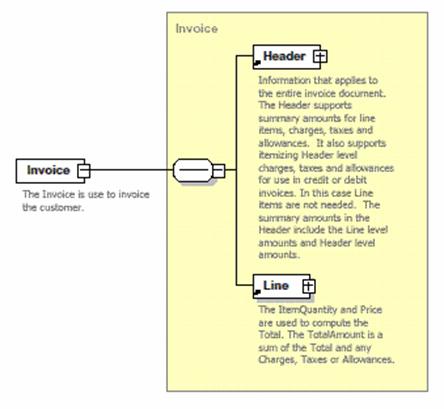 Invoice
Header
Information that applies to
the entire invoice document.
The Header supports
summary amounts for line
items, charges, taxes and
allowances. It also supports
itemizing Header level
charges, taxes and allowances
for use in credit or debit
invoices. In this case Line
items are not needed. The
summary amounts in the
Header include the Line level
amounts and Header level
amounts.
Invoice
The Invoice is use to invoice
the customer.
Line
The ItemQuantity and Price
are used to compute the
Total. The TotalAmount is a
sum of the Total and any
Charges, Taxes or Allowances.